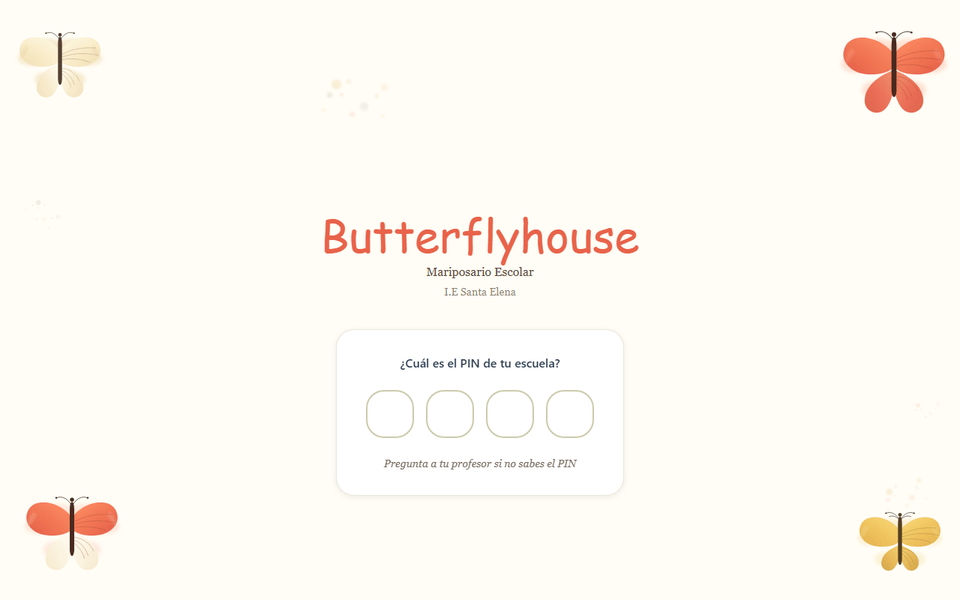 Butterflyhouse
Mariposario Escolar
I.E Santa Elena
¿Cuál es el PIN de tu escuela?
Pregunta a tu profesor si no sabes el PIN